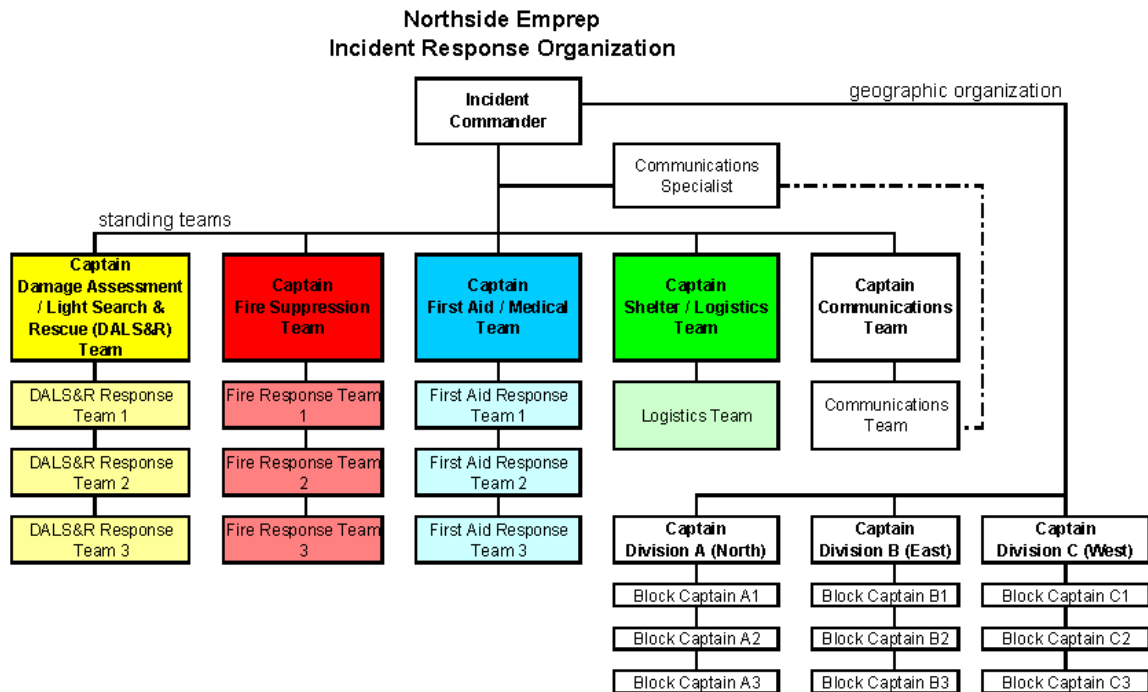 Northside Emprep
Incident Response Organization
Incident
Commander
geographic organization
Communications
Specialist
standing teams
Captain
Damage Assessment
/ Light Search &
Rescue (DALS&R)
Team
Captain
Fire Suppression
Team
Captain
First Aid / Medical
Team
Captain
Shelter / Logistics
Team
Captain
Communications
Team
DALS&R Response
Team 1
Fire Response Team
1
First Aid Response
Team 1
Logistics Team
Communications
Team
DALS&R Response
Team 2
Fire Response Team
2
First Aid Response
Team 2
DALS&R Response
Team 3
Fire Response Team
3
First Aid Response
Team 3
Captain
Division A (North)
Captain
Division B (East)
Captain
Division C (West)
Block Captain A1
Block Captain B1
Block Captain C1
Block Captain A2
Block Captain B2
Block Captain C2
Block Captain A3
Block Captain B3
Block Captain C3